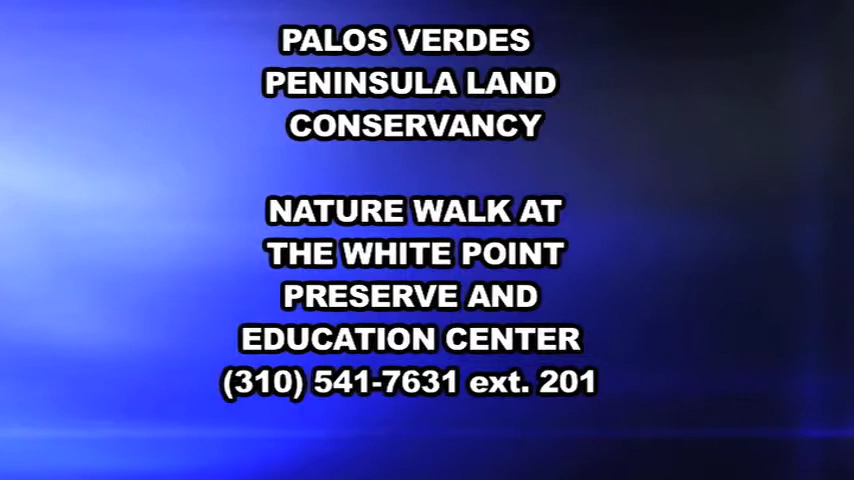 PALOS VERDES
PENINSULA LAND
CONSERVANCY
NATURE WALK AT
THE WHITE POINT
PRESERVE AND
EDUCATION CENTER
(310) 541-7631 ext. 201